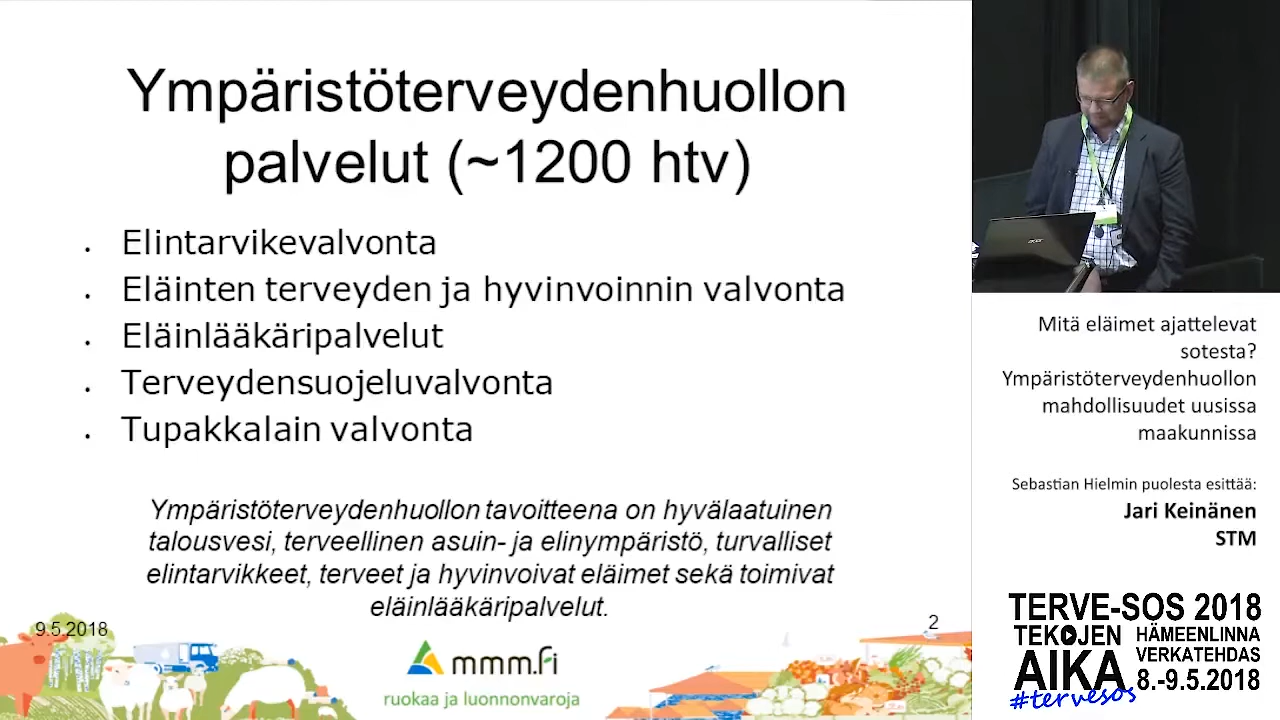 Ympäristöterveydenhuollon
palvelut (~1200 htv)
• Elintarvikevalvonta
• Eläinten terveyden ja hyvinvoinnin valvonta
• Eläinlääkäripalvelut
• Terveydensuojeluvalvonta
• Tupakkalain valvonta
Ympäristöterveydenhuollon tavoitteena on hyvälaatuinen
talousvesi, terveellinen asuin- ja elinympäristö, turvalliset
elintarvikkeet, terveet ja hyvinvoivat eläimet sekä toimivat
eläinlääkäripalvelut.
9.5.2018
2
mmm.fi
ruokaa ja luonnonvaroja
acer
Mitä eläimet ajattelevat
sotesta?
Ympäristöterveydenhuollon
mahdollisuudet uusissa
maakunnissa
Sebastian Hielmin puolesta esittää:
Jari Keinänen
STM
TERVE-SOS 2018
TEKOJEN
AIKA
HÄMEENLINNA
VERKATEHDAS
8.-9.5.2018
#tervesos